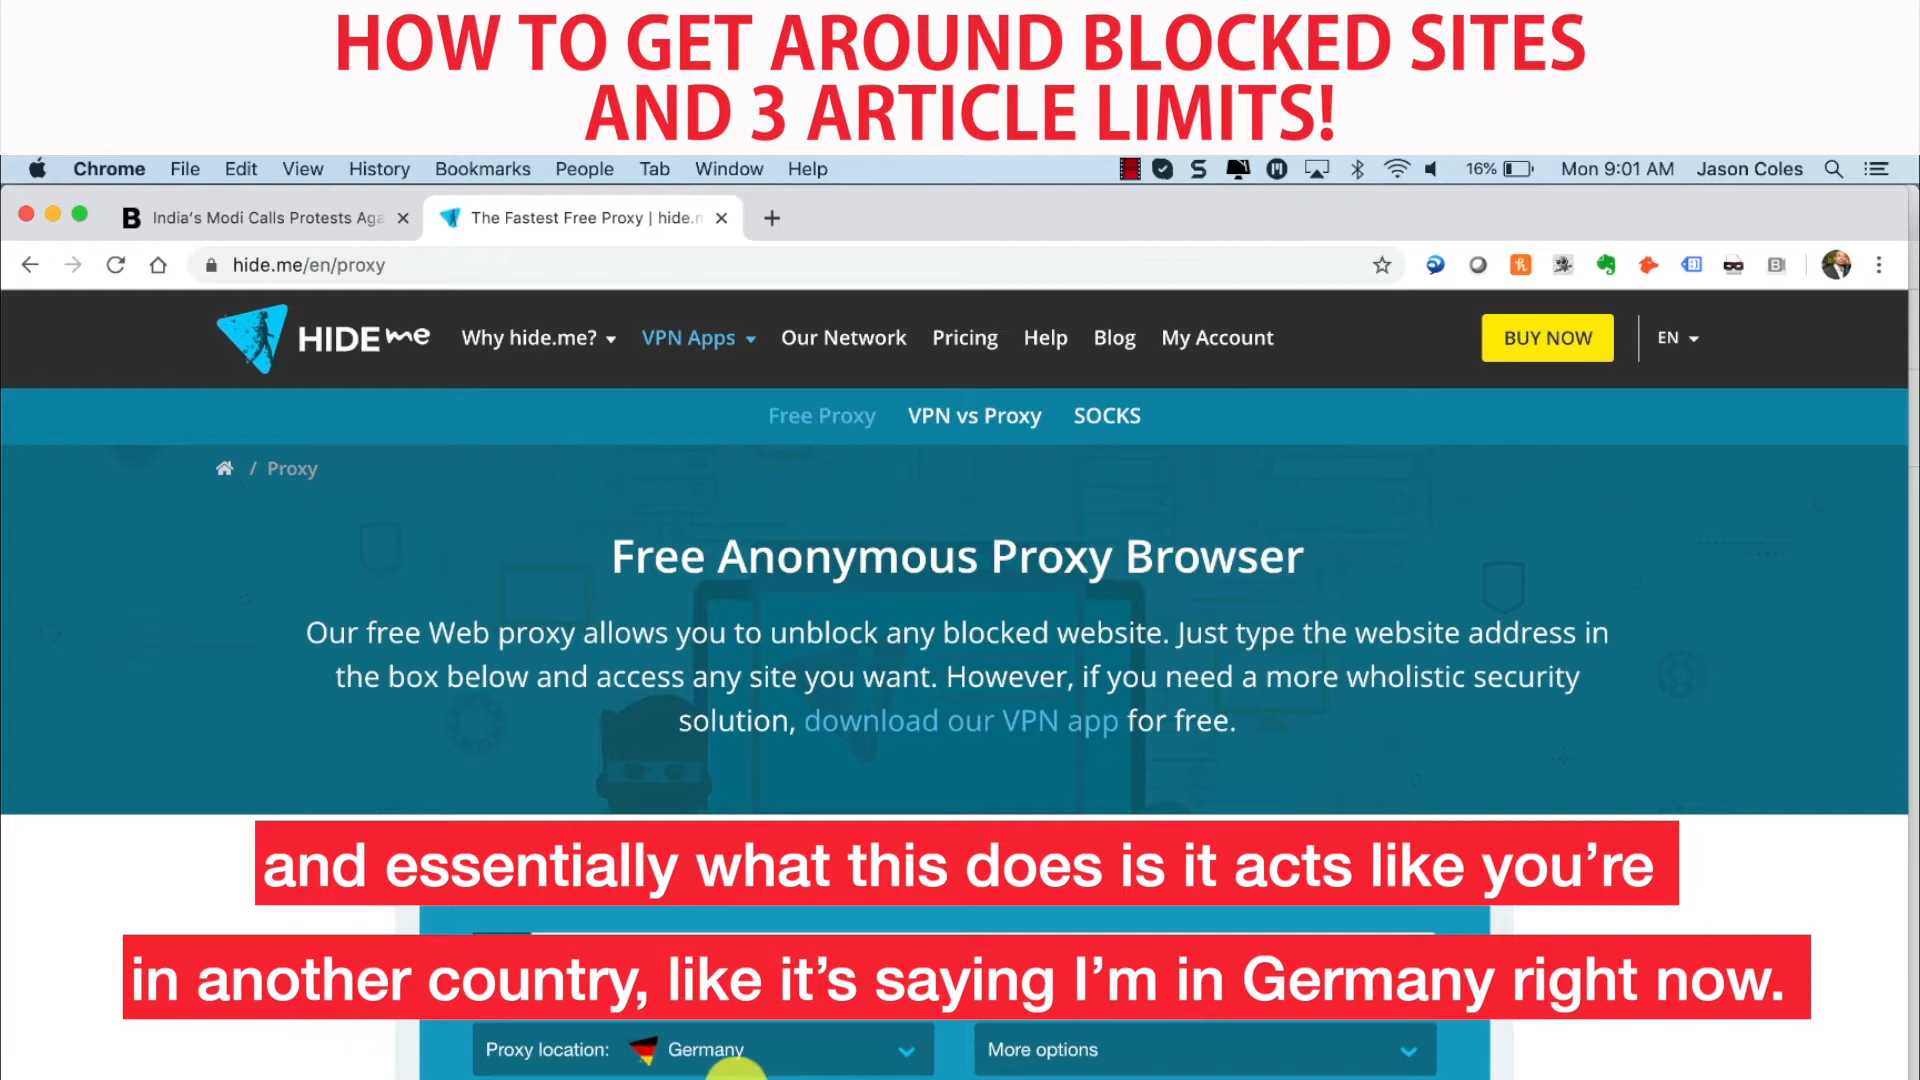 HOW TO GET AROUND BLOCKED SITES
AND 3 ARTICLE LIMITS!
Chrome File Edit View History Bookmarks People Tab Window Help 16% Mon 9:01 AM Jason Coles
B India's Modi Calls Protests Aga The Fastest Free Proxy | hide.m
hide.me/en/proxy
HIDE me Why hide.me? VPN Apps Our Network Pricing Help Blog My Account BUY NOW EN
Free Proxy VPN vs Proxy SOCKS
/ Proxy
Free Anonymous Proxy Browser
Our free Web proxy allows you to unblock any blocked website. Just type the website address in
the box below and access any site you want. However, if you need a more wholistic security
solution, download our VPN app for free.
and essentially what this does is it acts like you’re
in another country, like it’s saying I’m in Germany right now.
Proxy location: Germany More options